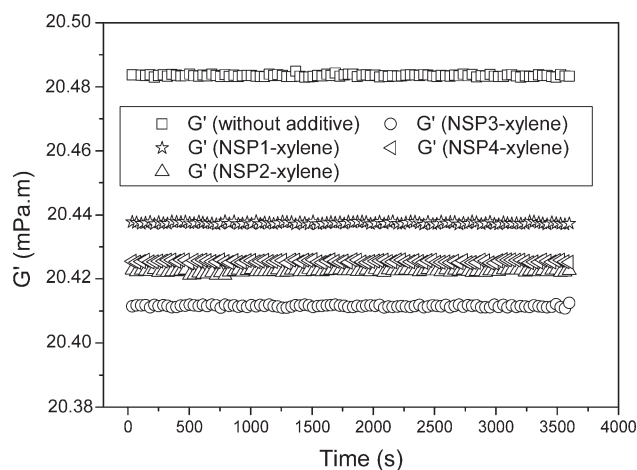 20.50
20.48
20.46
20.44
20.42
20.40
20.38
G' (mPa.m)
G' (without additive) G' (NSP3-xylene)
G' (NSP1-xylene) G' (NSP4-xylene)
G' (NSP2-xylene)
0 500 1000 1500 2000 2500 3000 3500 4000
Time (s)